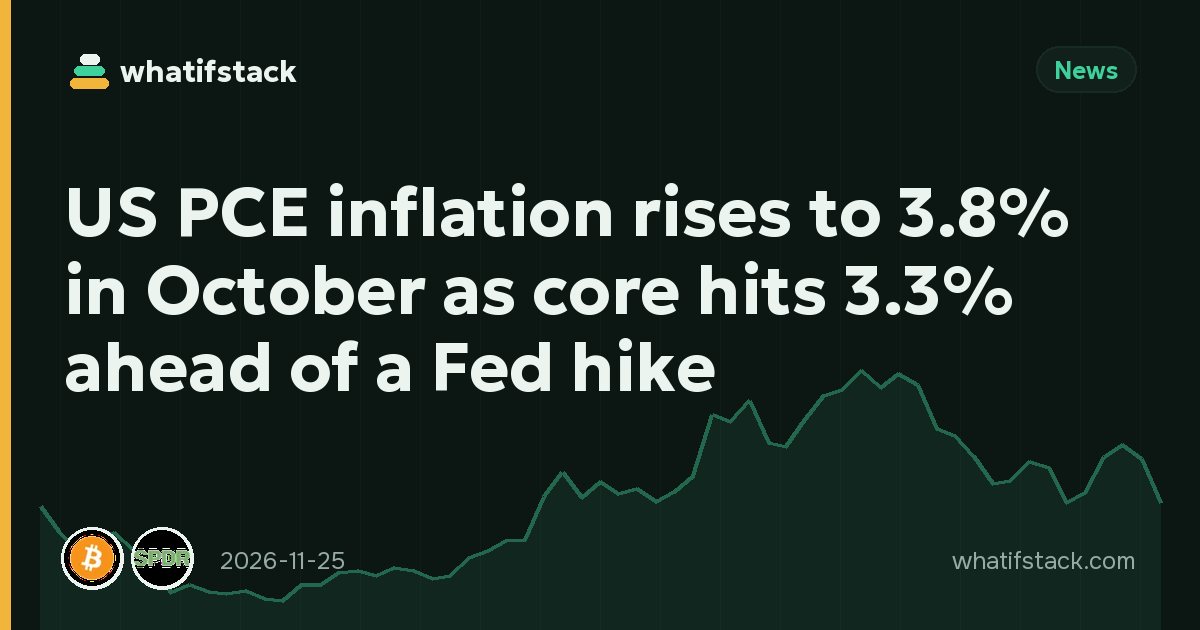 whatifstack
News
US PCE inflation rises to 3.8%
in October as core hits 3.3%
ahead of a Fed hike
SPDR
2026-11-25
whatifstack.com